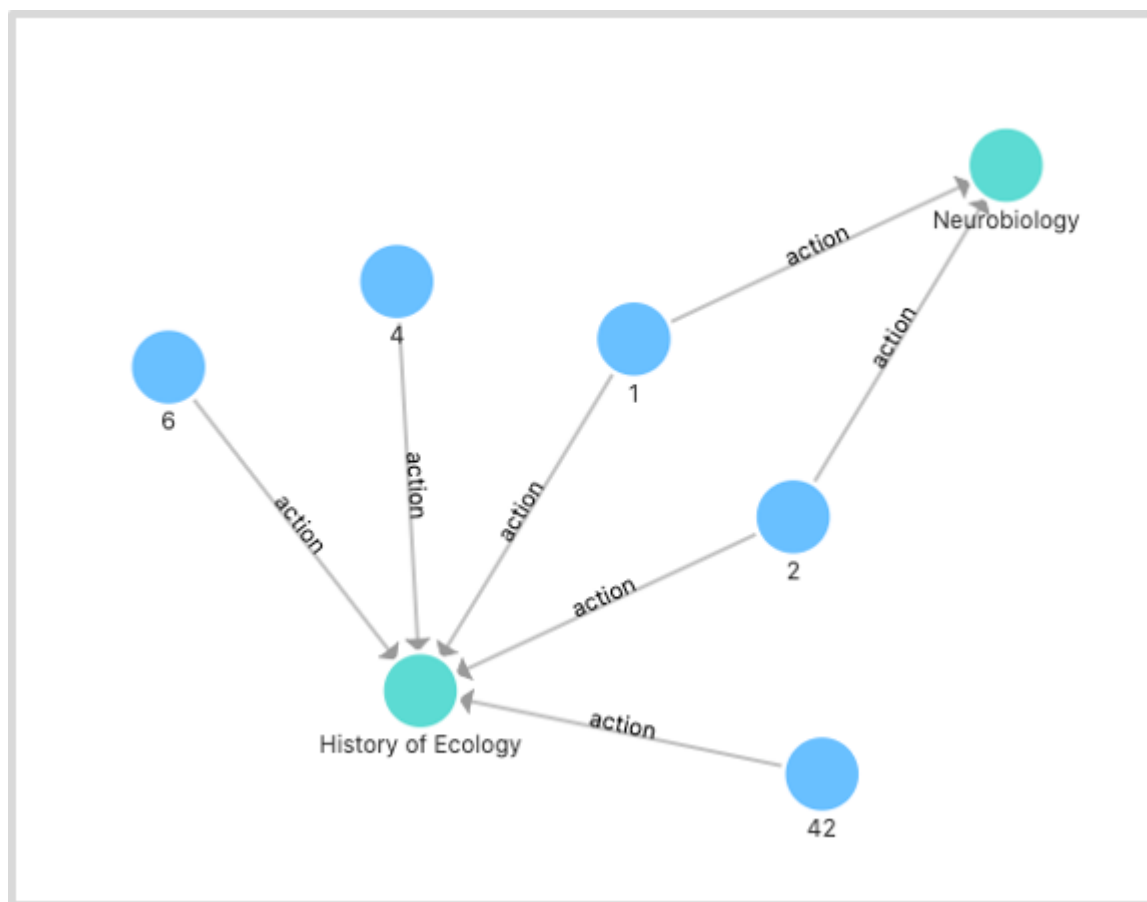 Neurobiology
action
4
action
1
6
action
action
action
2
action
History of Ecology
action
42